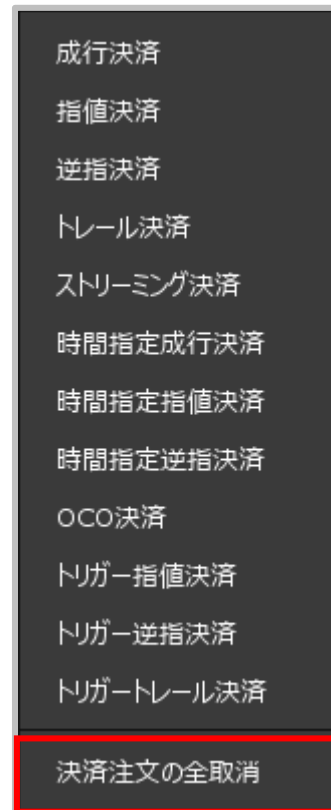 成行決済
指値決済
逆指決済
トレール決済
ストリーミング決済
時間指定成行決済
時間指定指値決済
時間指定逆指決済
OCO決済
トリガー指値決済
トリガー逆指決済
トリガートレール決済
決済注文の全取消